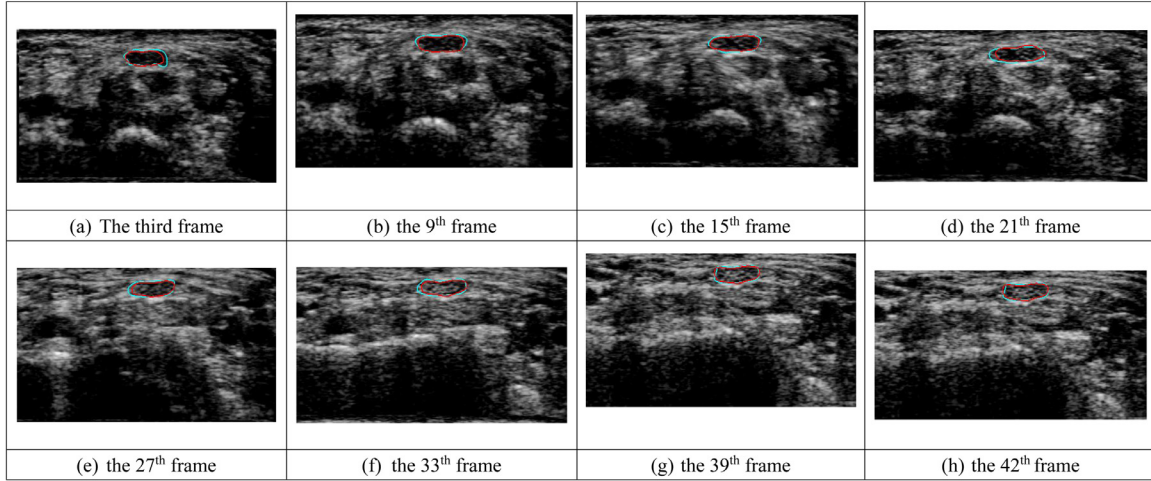 (a) The third frame
(b) the 9th frame
(c) the 15th frame
(d) the 21th frame
(e) the 27th frame
(f) the 33th frame
(g) the 39th frame
(h) the 42th frame